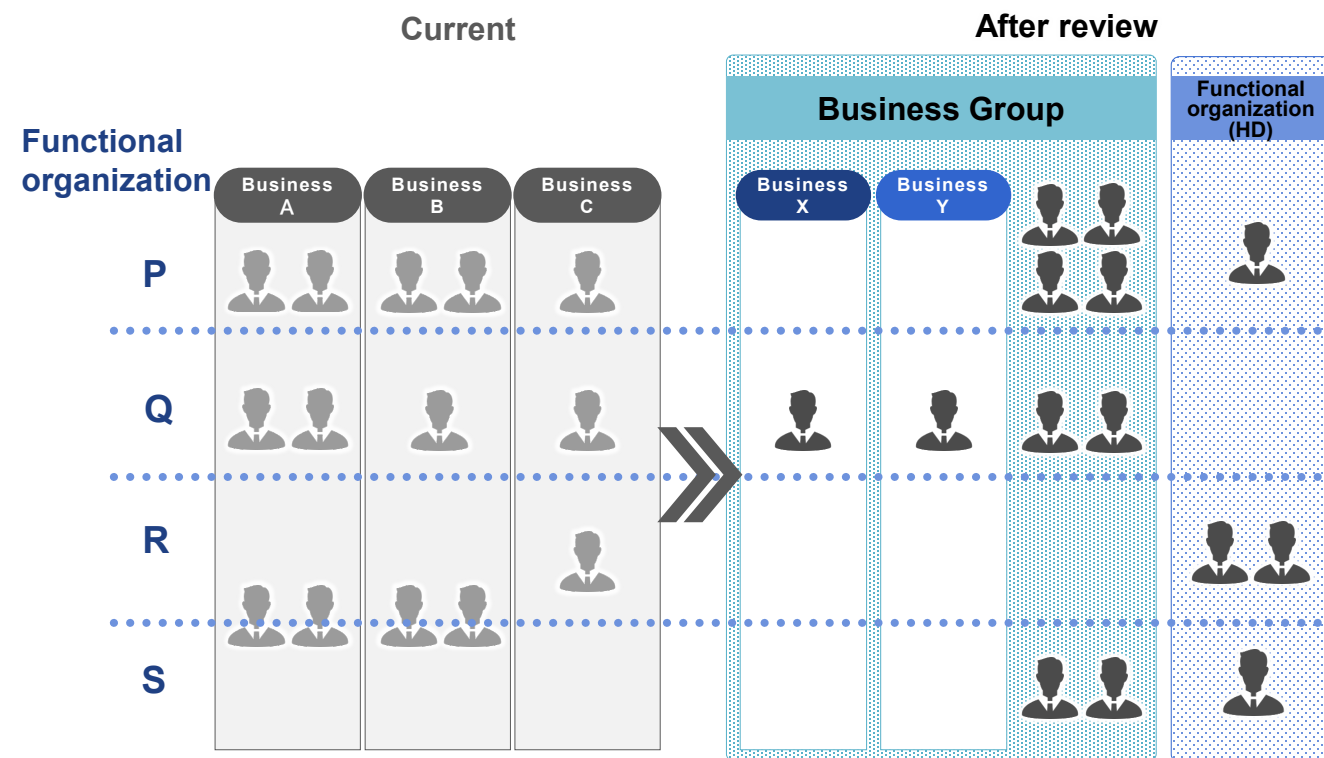 Current
After review
Functional
organization
Business
A
Business
B
Business
C
P
Q
R
S
Business Group
Business
X
Business
Y
Functional
organization
(HD)